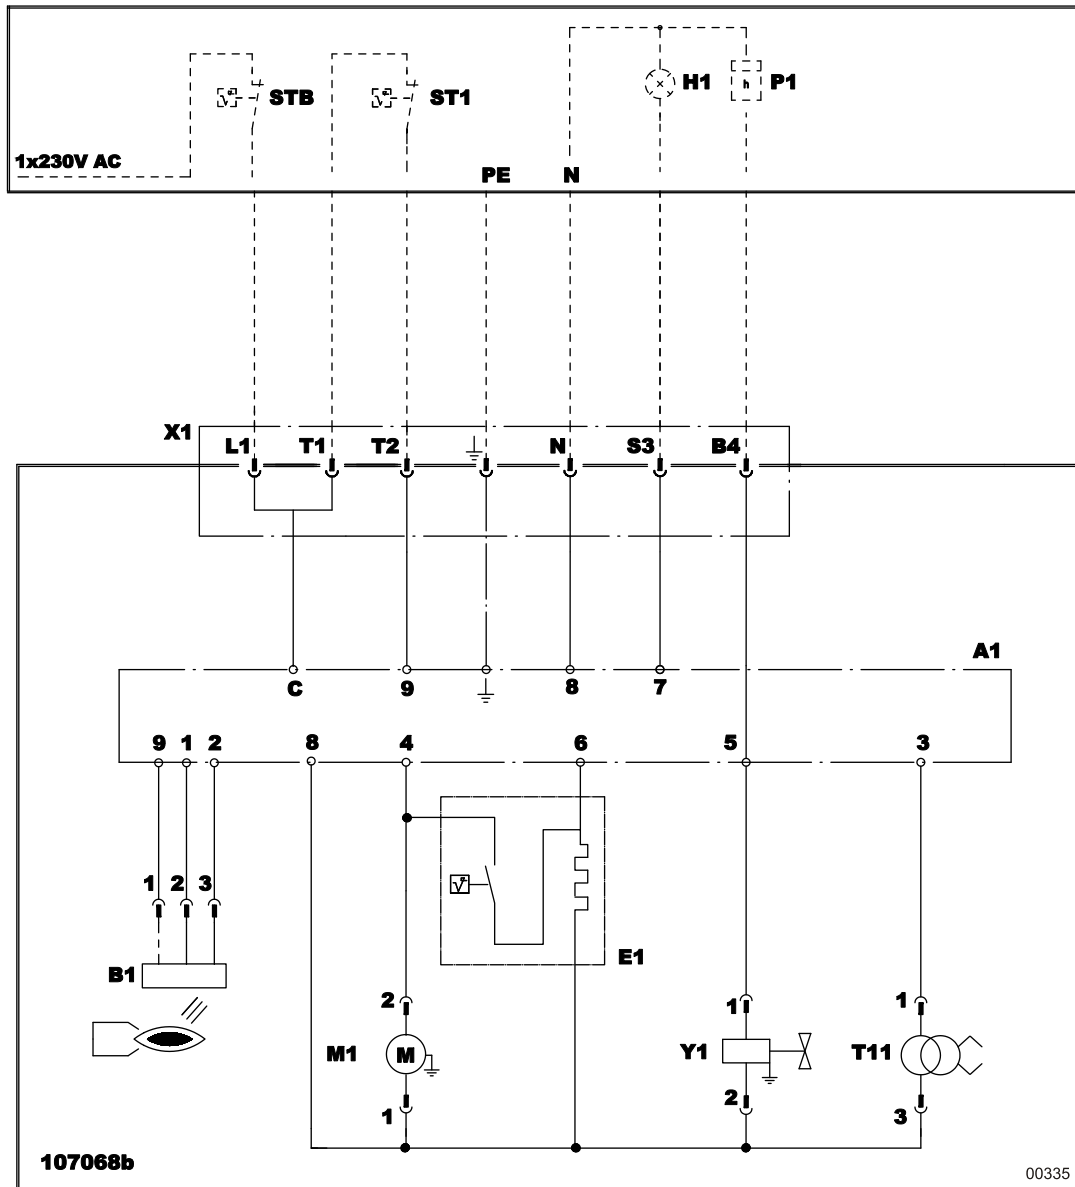 STB ST1 H1 h P1
1x230V AC
PE N
X1
L1 T1 T2 N S3 B4
A1
C 9 8 7
9 1 2 8 4 6 5 3
1 2 3
E1
B1
2 1 1
M1 M Y1 T11
1 2 3
107068b
00335